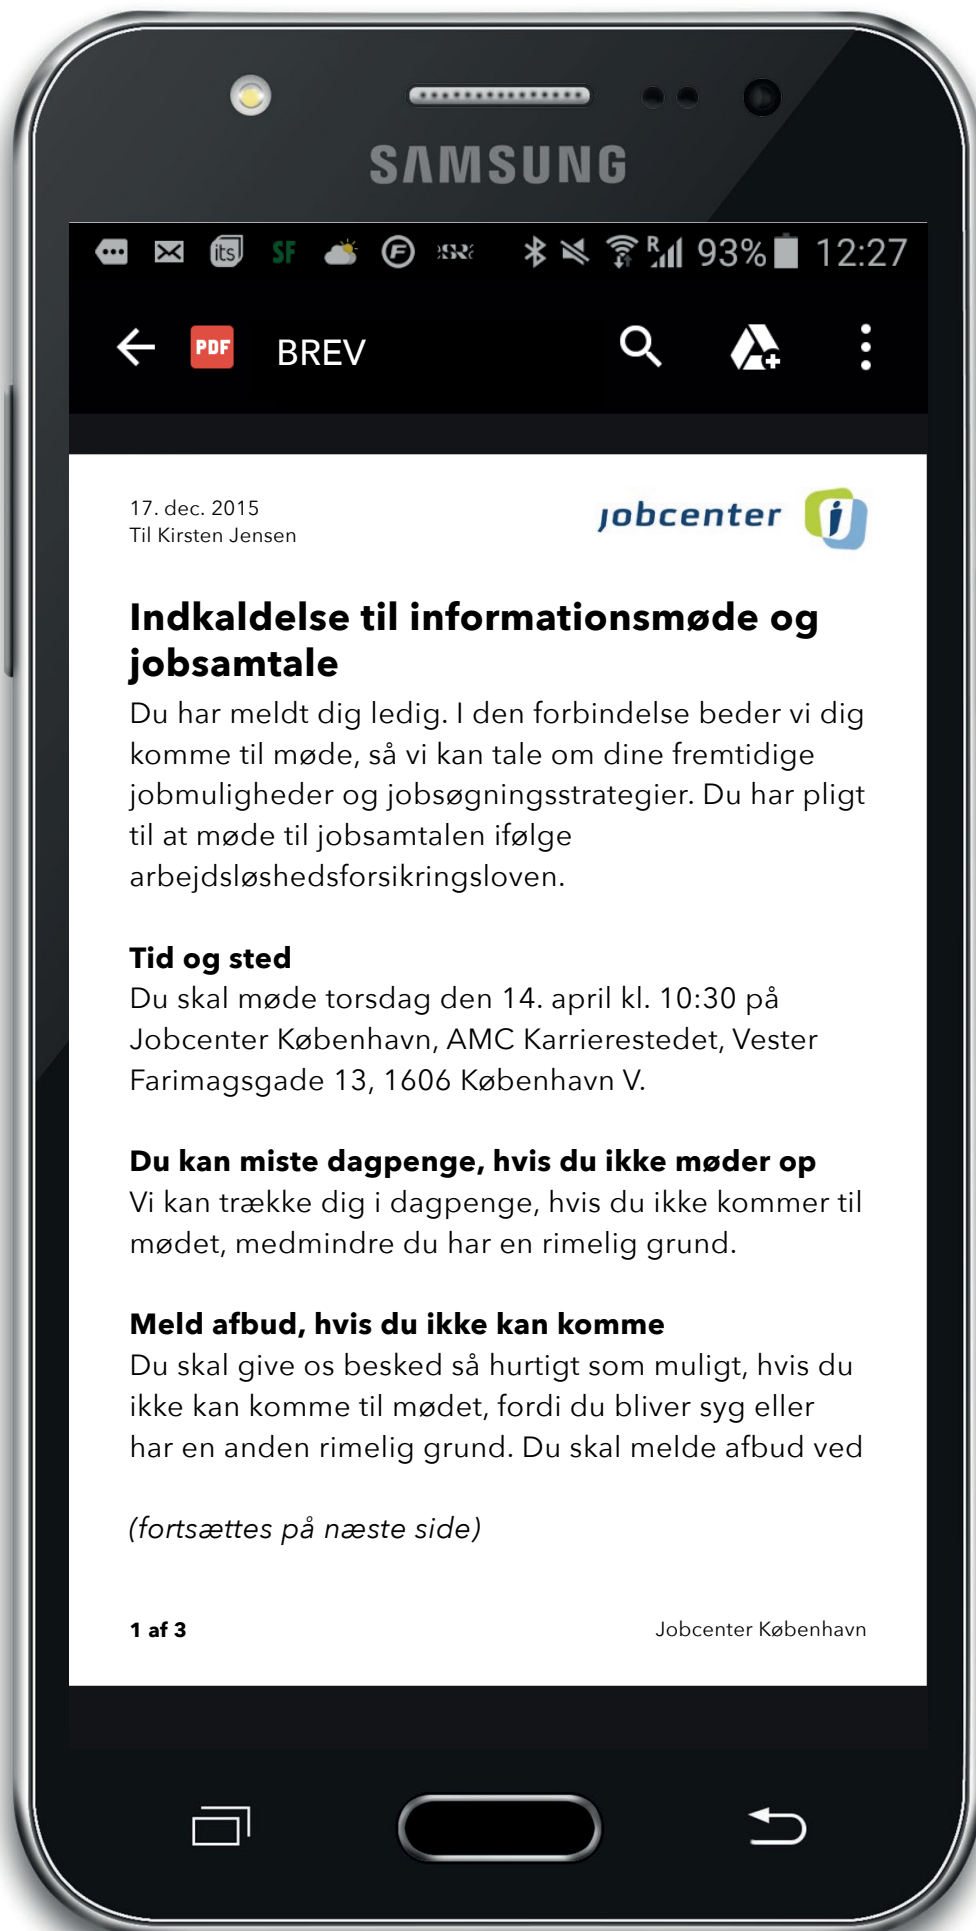 SAMSUNG
its SF F R 93% 12:27
PDF BREV
17. dec. 2015
Til Kirsten Jensen
jobcenter j
Indkaldelse til informationsmøde og
jobsamtale
Du har meldt dig ledig. I den forbindelse beder vi dig
komme til møde, så vi kan tale om dine fremtidige
jobmuligheder og jobsøgningsstrategier. Du har pligt
til at møde til jobsamtalen ifølge
arbejdsløshedsforsikringsloven.
Tid og sted
Du skal møde torsdag den 14. april kl. 10:30 på
Jobcenter København, AMC Karrierestedet, Vester
Farimagsgade 13, 1606 København V.
Du kan miste dagpenge, hvis du ikke møder op
Vi kan trække dig i dagpenge, hvis du ikke kommer til
mødet, medmindre du har en rimelig grund.
Meld afbud, hvis du ikke kan komme
Du skal give os besked så hurtigt som muligt, hvis du
ikke kan komme til mødet, fordi du bliver syg eller
har en anden rimelig grund. Du skal melde afbud ved
(fortsættes på næste side)
1 af 3
Jobcenter København